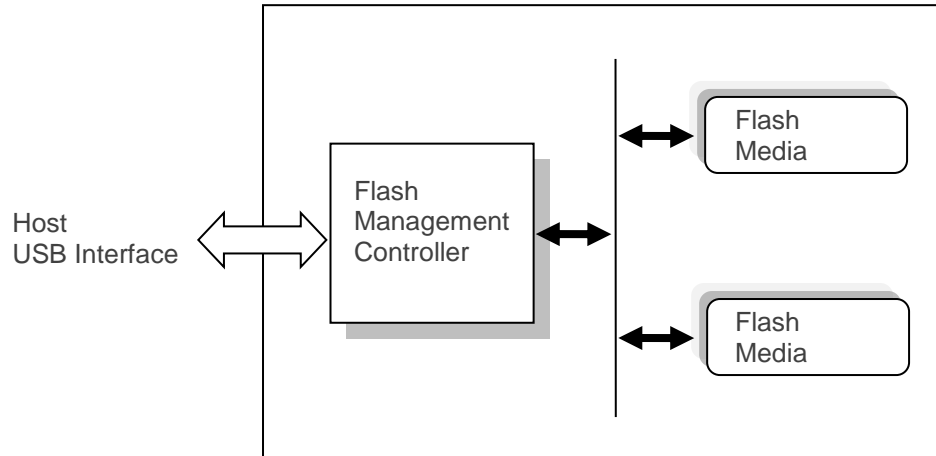 Host
USB Interface
Flash
Management
Controller
Flash
Media
Flash
Media